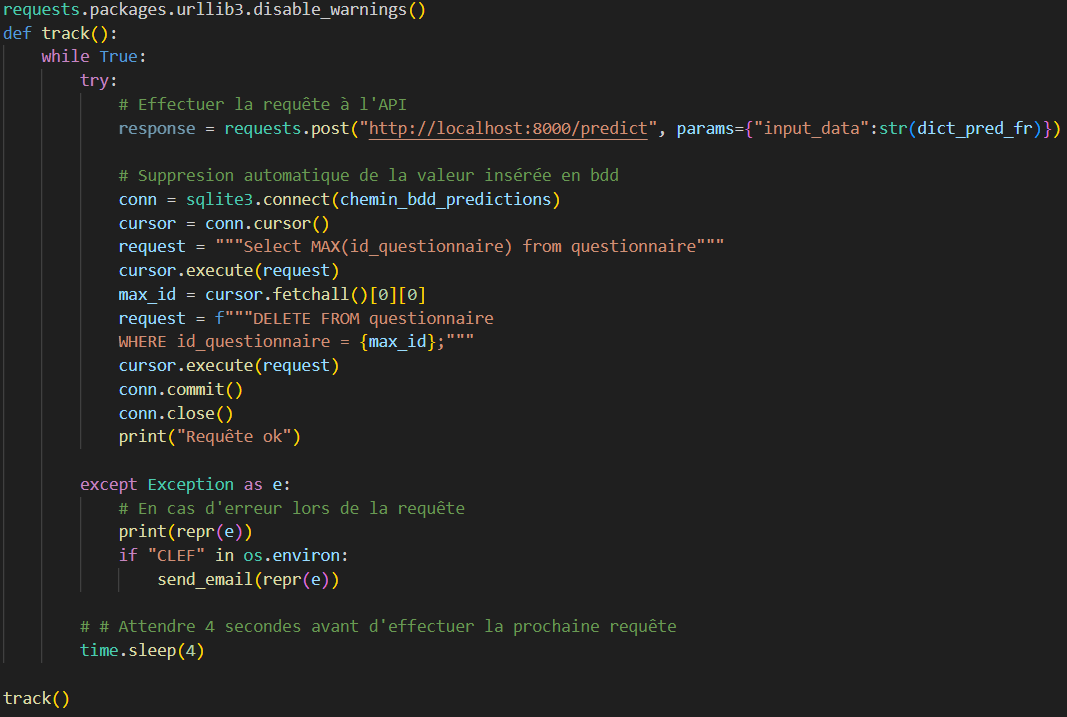 requests.packages.urllib3.disable_warnings()
def track():
    while True:
        try:
            # Effectuer la requête à l'API
            response = requests.post("http://localhost:8000/predict", params={"input_data":str(dict_pred_fr)})

            # Suppresion automatique de la valeur insérée en bdd
            conn = sqlite3.connect(chemin_bdd_predictions)
            cursor = conn.cursor()
            request = """Select MAX(id_questionnaire) from questionnaire"""
            cursor.execute(request)
            max_id = cursor.fetchall()[0][0]
            request = f"""DELETE FROM questionnaire
            WHERE id_questionnaire = {max_id};"""
            cursor.execute(request)
            conn.commit()
            conn.close()
            print("Requête ok")

        except Exception as e:
            # En cas d'erreur lors de la requête
            print(repr(e))
            if "CLEF" in os.environ:
                send_email(repr(e))

        # # Attendre 4 secondes avant d'effectuer la prochaine requête
        time.sleep(4)

track()